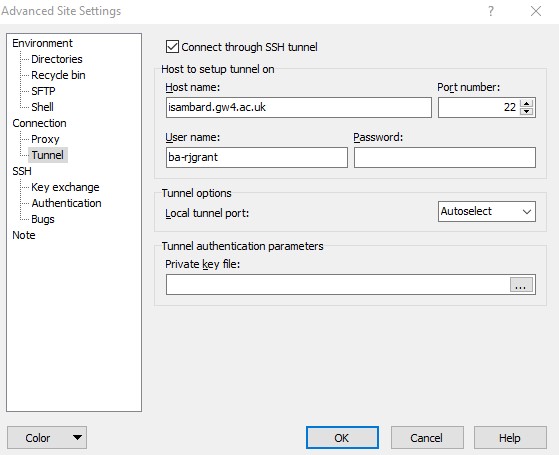 Advanced Site Settings
?
Environment
Directories
Recycle bin
SFTP
Shell
Connection
Proxy
Tunnel
SSH
Key exchange
Authentication
Bugs
Note
Connect through SSH tunnel
Host to setup tunnel on
Host name: Port number:
isambard.gw4.ac.uk 22
User name: Password:
ba-rjgrant
Tunnel options
Local tunnel port: Autoselect
Tunnel authentication parameters
Private key file:
...
Color OK Cancel Help